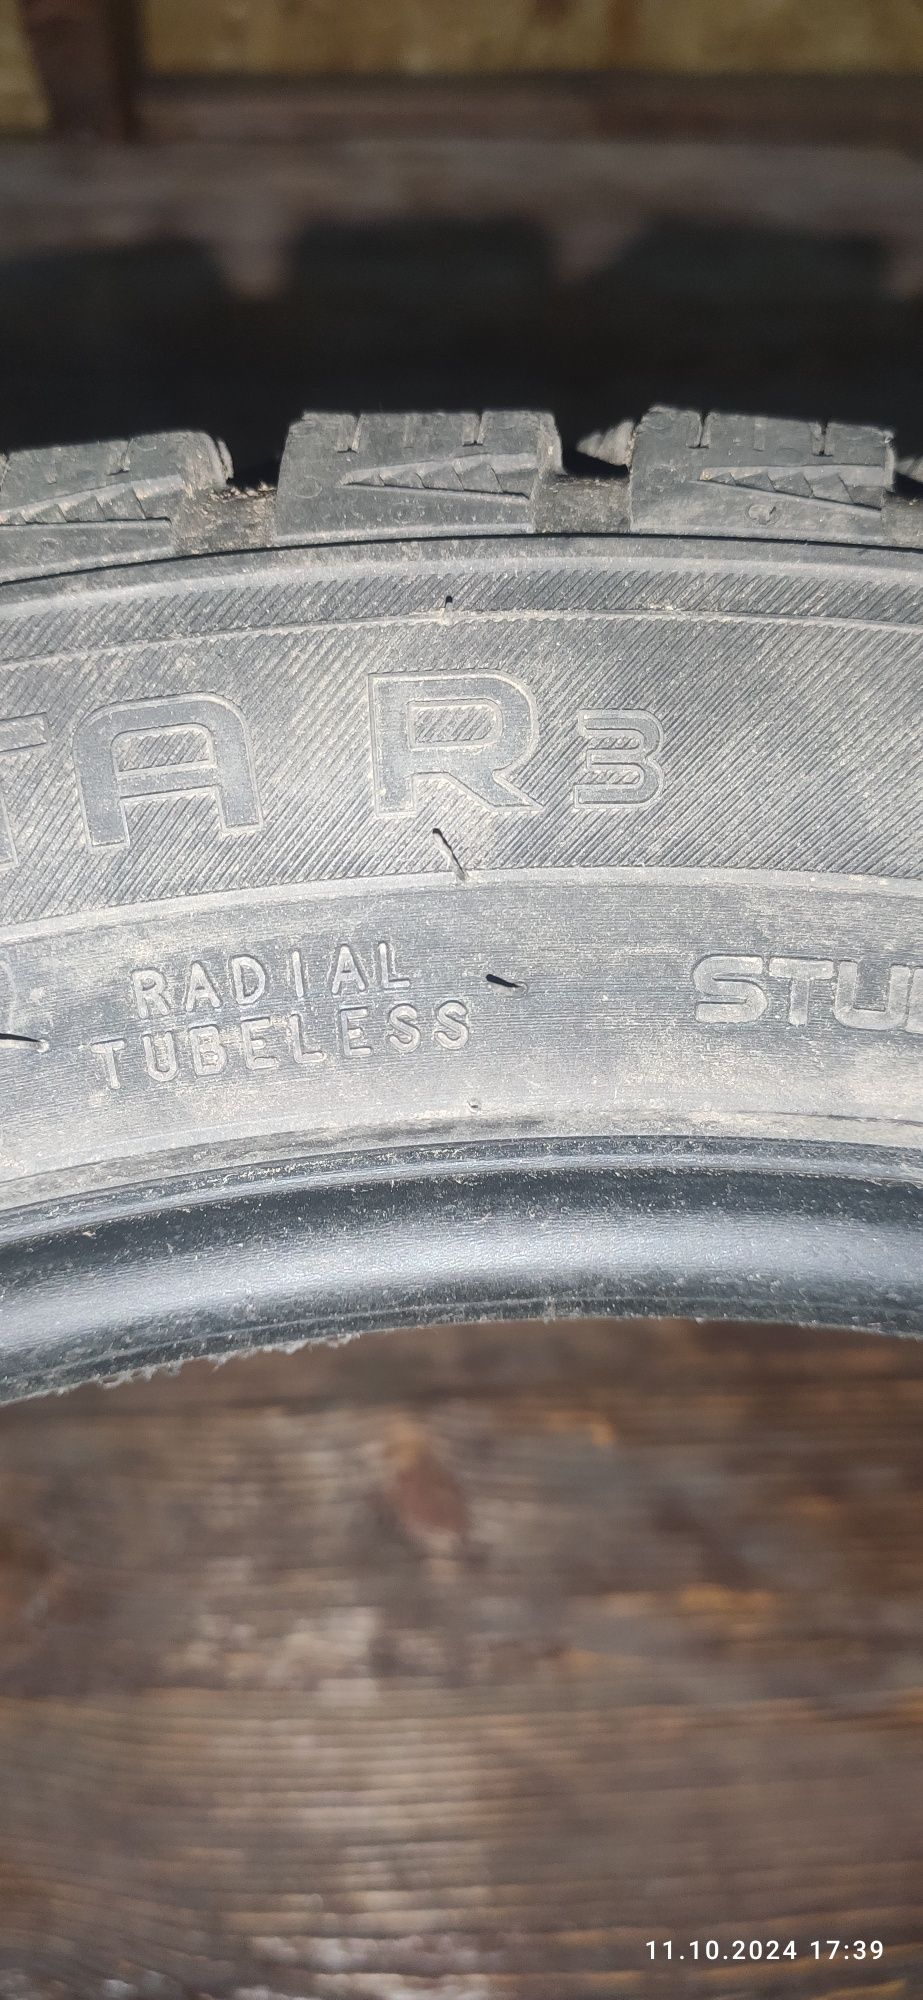 TA R3
RADIAL
TUBELESS
STU
11.10.2024 17:39